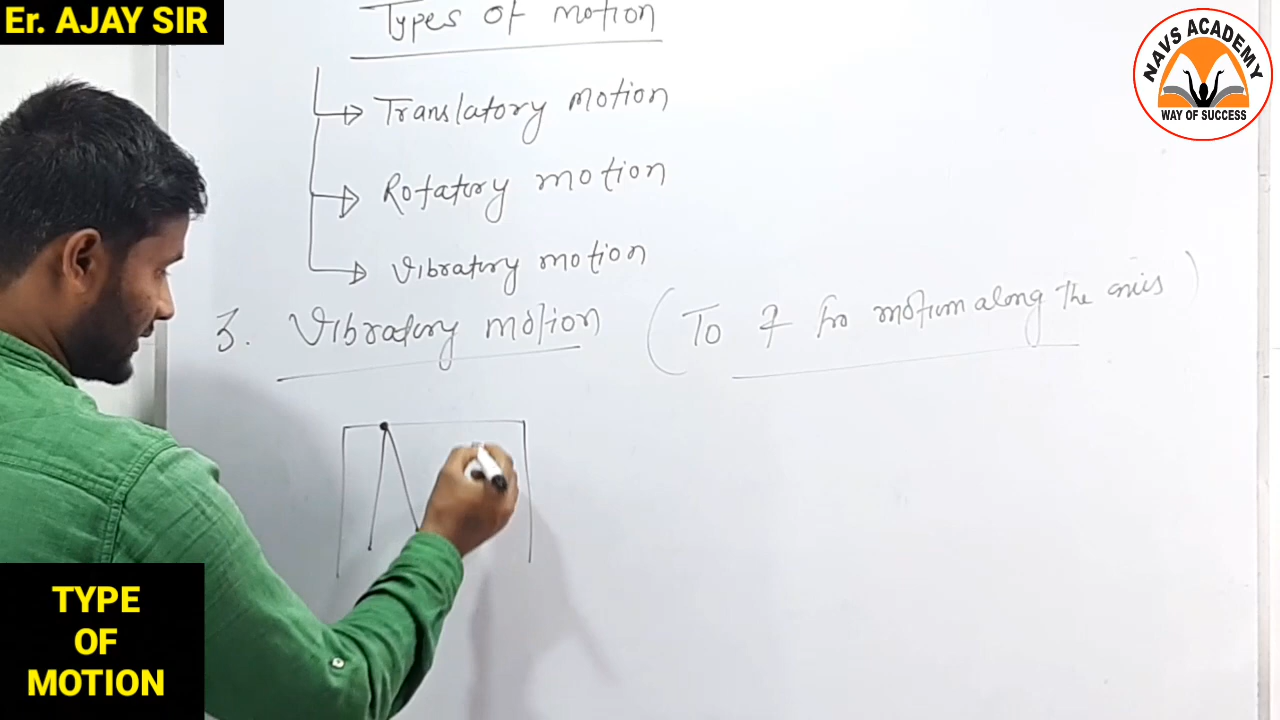 Er. AJAY SIR
NAVS ACADEMY
WAY OF SUCCESS
Types of motion
Translatory motion
Rotatory motion
Vibratory motion
3. Vibratory motion (To & fro motion along the axis)
TYPE
OF
MOTION